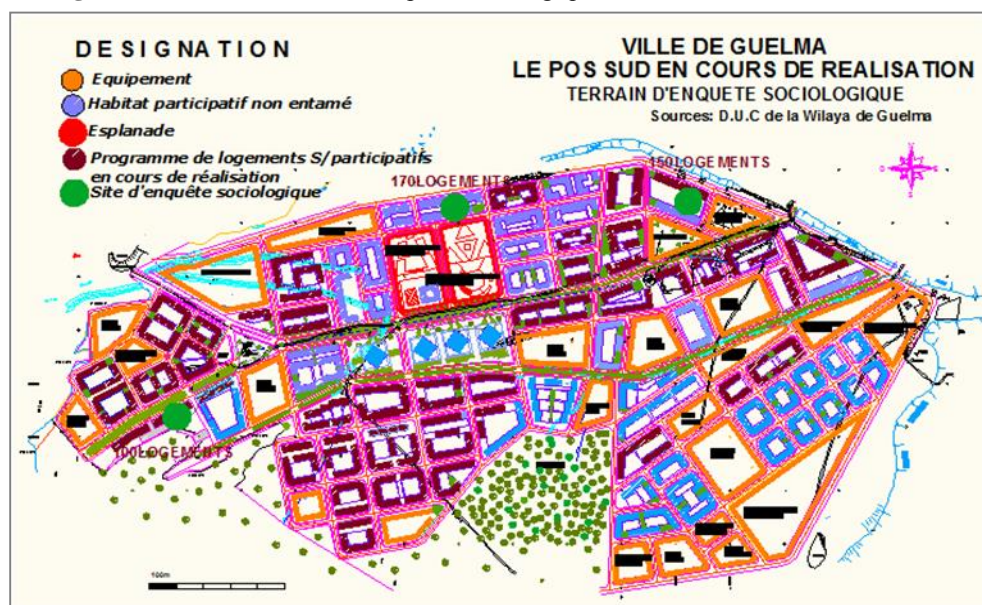 DESIGNATION
Equipement
Habitat participatif non entamé
Esplanade
Programme de logements S/participatifs
en cours de réalisation
Site d'enquête sociologique
VILLE DE GUELMA
LE POS SUD EN COURS DE REALISATION
TERRAIN D'ENQUETE SOCIOLOGIQUE
Sources: D.U.C de la Wilaya de Guelma
150LOGEMENTS
170LOGEMENTS
100LOGEMENTS
100m